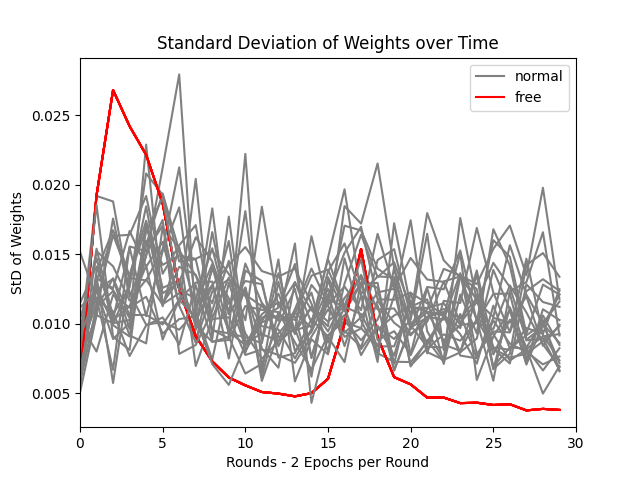 Standard Deviation of Weights over Time
normal
free
StD of Weights
0.025
0.020
0.015
0.010
0.005
0 5 10 15 20 25 30
Rounds - 2 Epochs per Round